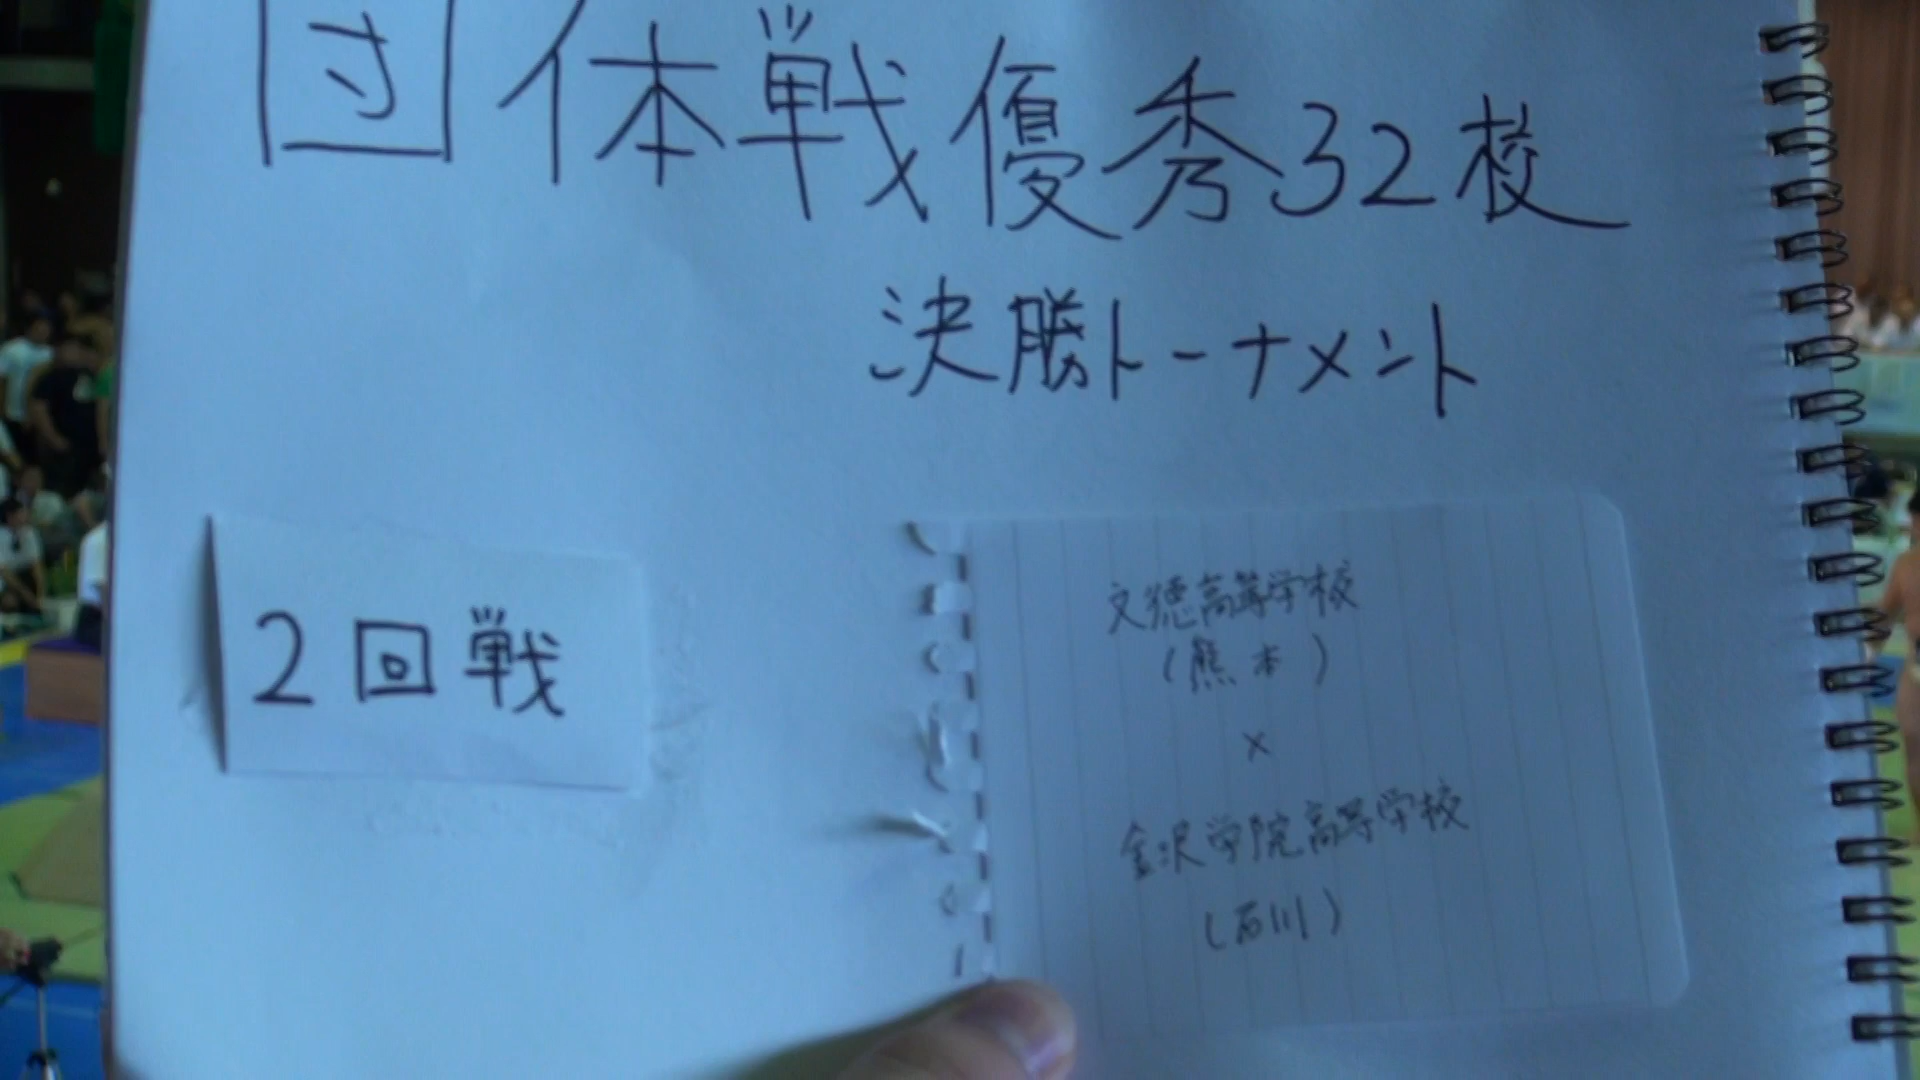 団体戦優秀32校
決勝トーナメント
2回戦
文徳高等学校
(熊本)
×
金沢学院高等学校
(石川)